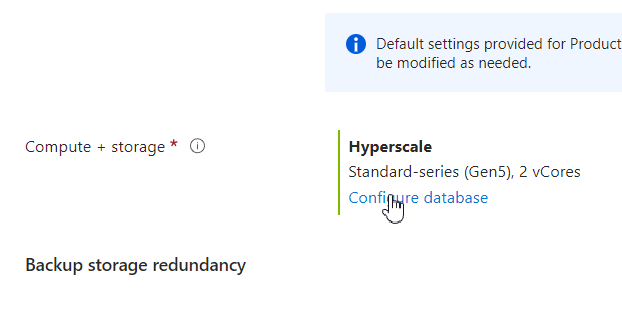 Default settings provided for Product
be modified as needed.
Compute + storage *
Hyperscale
Standard-series (Gen5), 2 vCores
Configure database
Backup storage redundancy